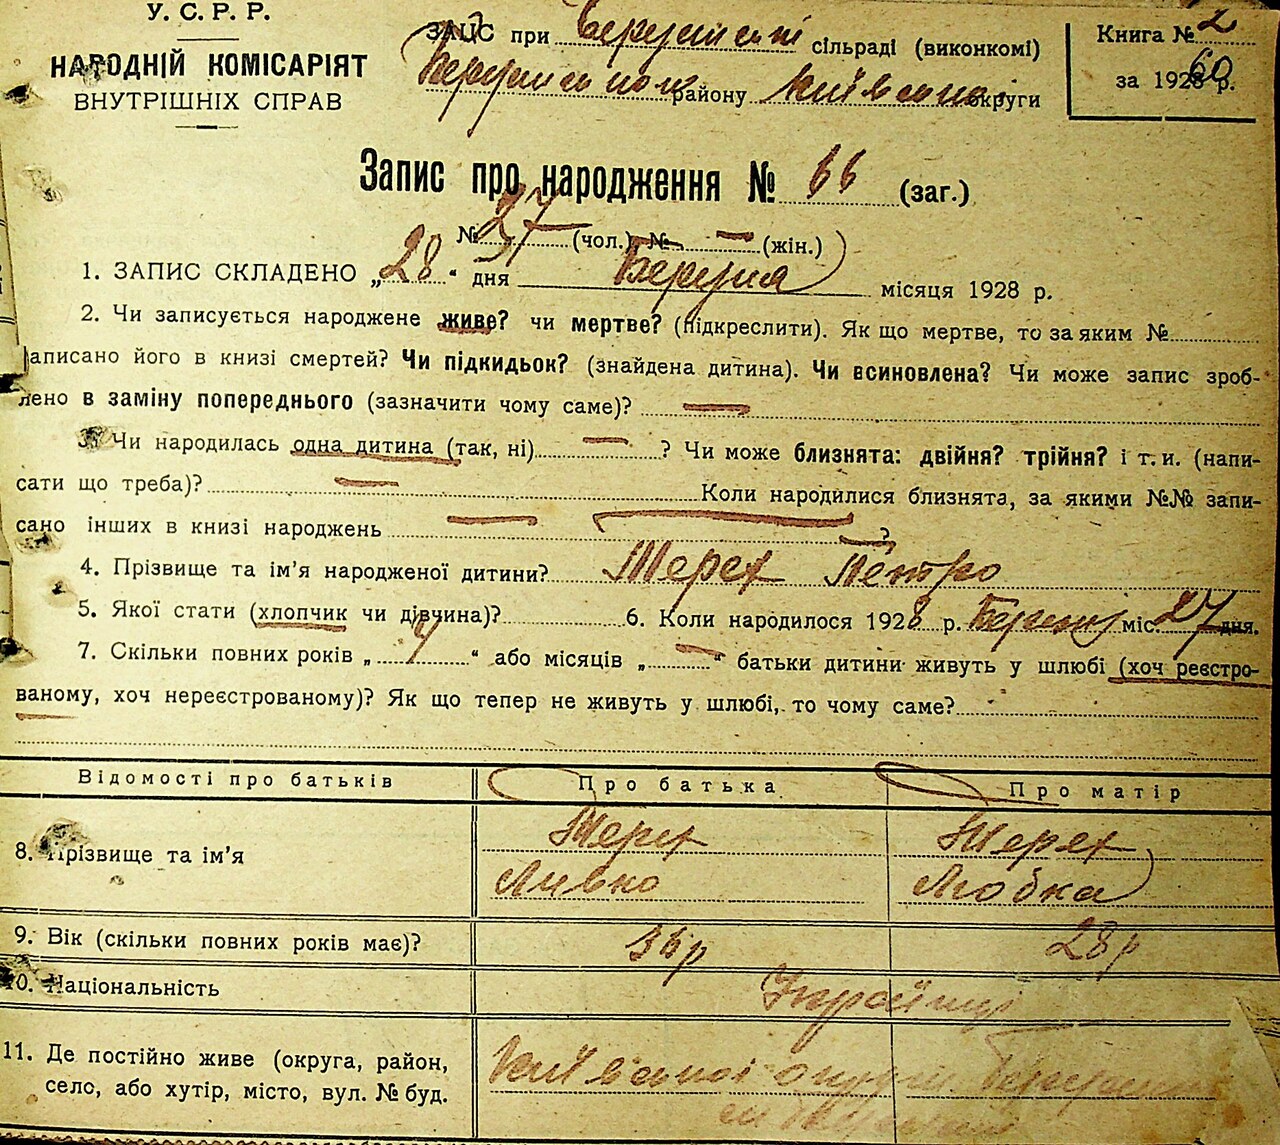 У. С. Р. Р.
НАРОДНІЙ КОМІСАРІЯТ
ВНУТРІШНІХ СПРАВ
ЗАГС при сільраді (виконкомі)
району округи
Книга № 2
за 1928 р. 60
Запис про народження № 66 (заг.)
№ 37 (чол.) № — (жін.)
1. ЗАПИС СКЛАДЕНО „28“ дня Березня місяця 1928 р.
2. Чи записується народжене живе? чи мертве? (підкреслити). Як що мертве, то за яким №
записано його в книзі смертей? Чи підкидьок? (знайдена дитина). Чи всиновлена? Чи може запис зроб-
лено в заміну попереднього (зазначити чому саме)? —
3. Чи народилась одна дитина (так, ні) — ? Чи може близнята: двійня? трійня? і т. и. (напи-
сати що треба)? — Коли народилися близнята, за якими №№ запи-
сано інших в книзі народжень — ?
4. Прізвище та ім’я народженої дитини? Терех Петро
5. Якої стати (хлопчик чи дівчина)? 6. Коли народилося 1928 р. міс. 27 дня.
7. Скільки повних років „ “ або місяців „—“ батьки дитини живуть у шлюбі (хоч реєстро-
ваному, хоч нереєстрованому)? Як що тепер не живуть у шлюбі, то чому саме?
Відомості про батьків Про батька Про матір
8. Прізвище та ім’я Терех Терех
Ливко Любка
9. Вік (скільки повних років має)? 36 р 28 р
10. Національність Українці
11. Де постійно живе (округа, район,
село, або хутір, місто, вул. № буд. Київської округи